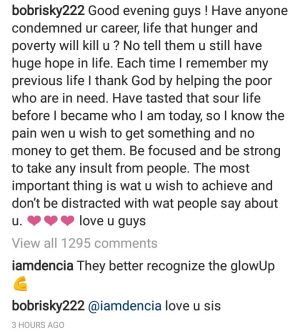 bobrisky222 Good evening guys ! Have anyone
condemned ur career, life that hunger and
poverty will kill u ? No tell them u still have
huge hope in life. Each time I remember my
previous life I thank God by helping the poor
who are in need. Have tasted that sour life
before I became who I am today, so I know the
pain wen u wish to get something and no
money to get them. Be focused and be strong
to take any insult from people. The most
important thing is wat u wish to achieve and
don't be distracted with wat people say about
u. 💗💗💗 love u guys
View all 1295 comments
iamdencia They better recognize the glowUp
💪
bobrisky222 @iamdencia love u sis
3 HOURS AGO